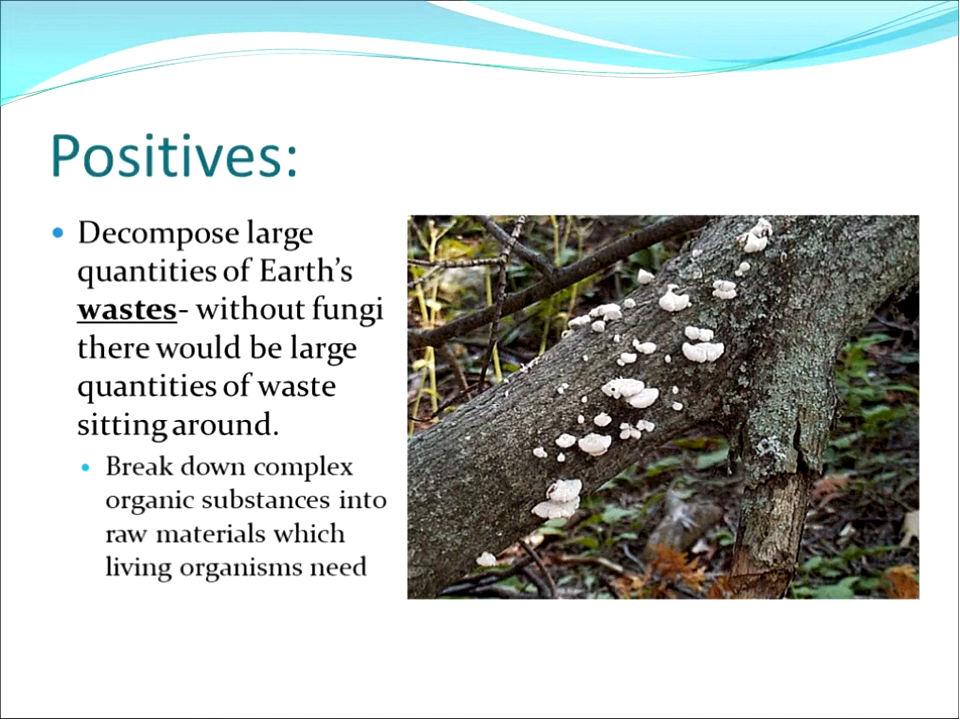 Positives:
Decompose large
quantities of Earth's
wastes- without fungi
there would be large
quantities of waste
sitting around.
Break down complex
organic substances into
raw materials which
living organisms need